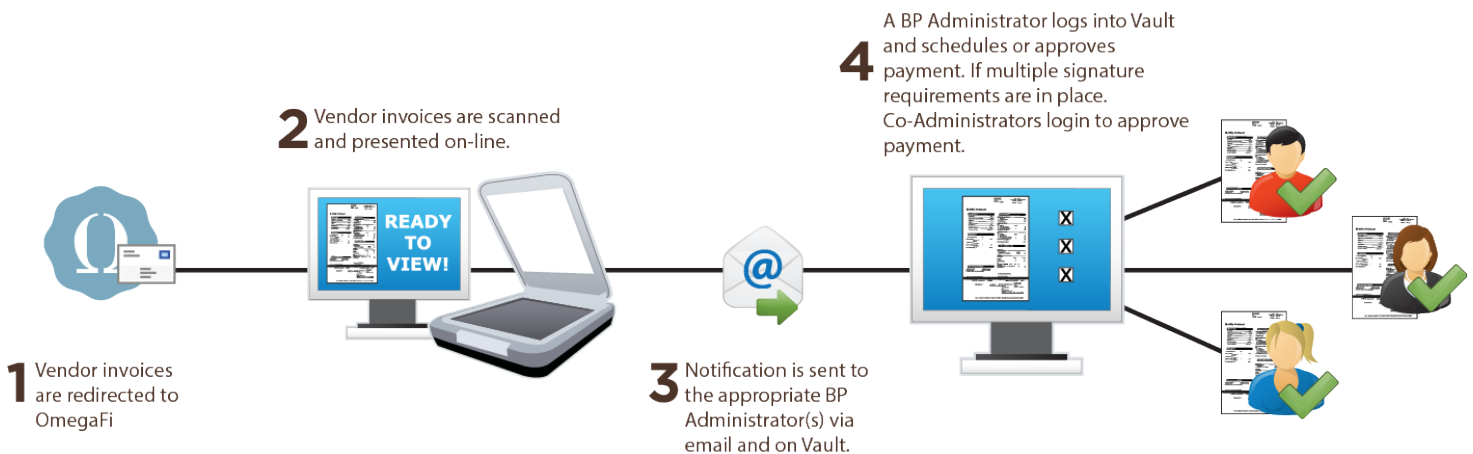 1 Vendor invoices
are redirected to
OmegaFi
Ω
2 Vendor invoices are scanned
and presented on-line.
READY
TO
VIEW!
3 Notification is sent to
the appropriate BP
Administrator(s) via
email and on Vault.
@
4 A BP Administrator logs into Vault
and schedules or approves
payment. If multiple signature
requirements are in place.
Co-Administrators login to approve
payment.
X
X
X